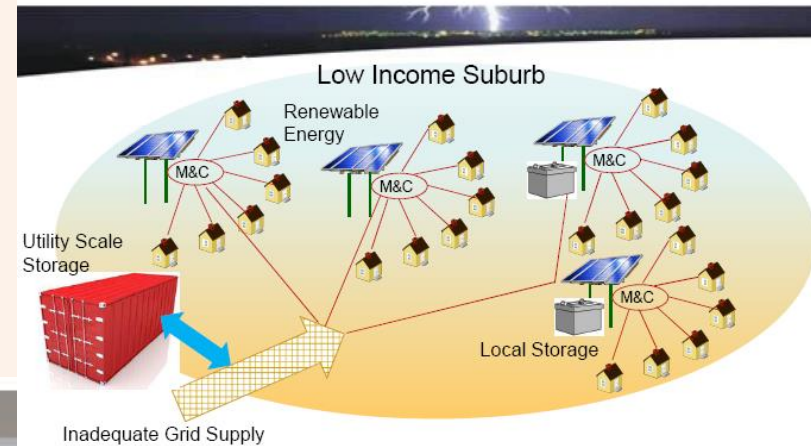 Low Income Suburb
Renewable
Energy
M&C
M&C
M&C
Utility Scale
Storage
M&C
Local Storage
Inadequate Grid Supply